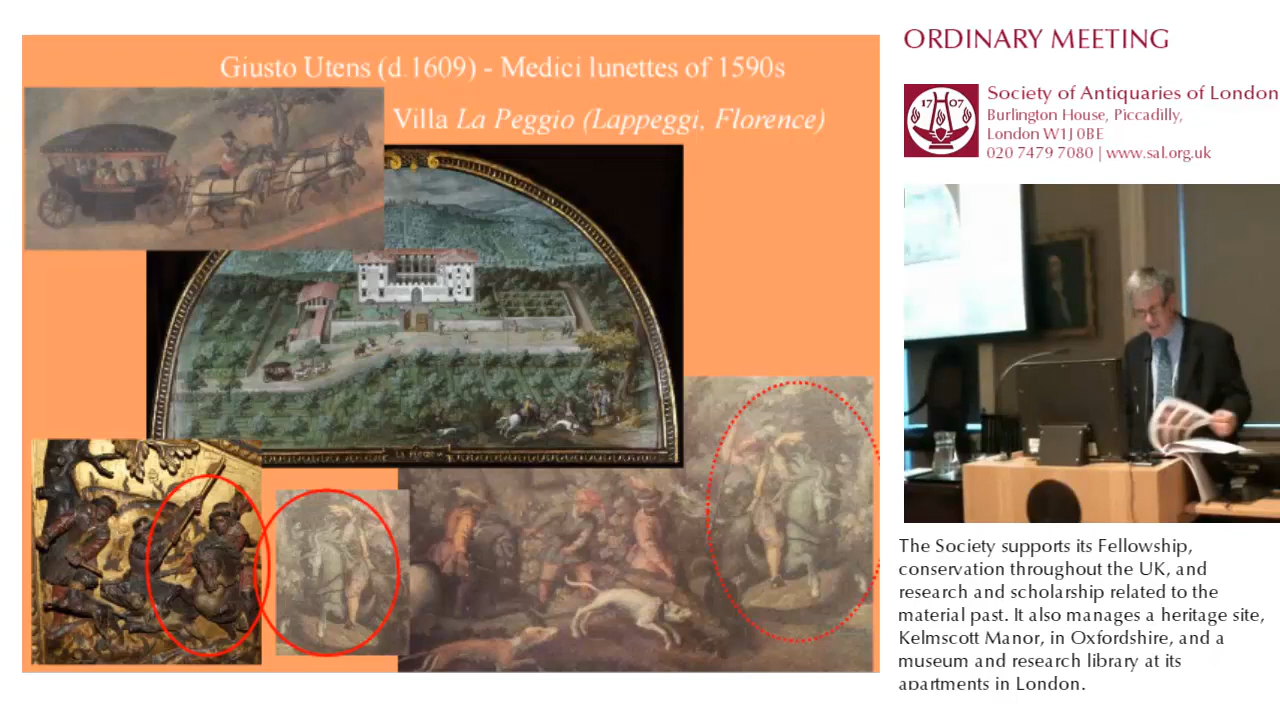 Giusto Utens (d.1609) - Medici lunettes of 1590s
Villa La Peggio (Lappeggi, Florence)
LA PEGGIO
ORDINARY MEETING
1707
Society of Antiquaries of London
Burlington House, Piccadilly,
London W1J 0BE
020 7479 7080 | www.sal.org.uk
The Society supports its Fellowship,
conservation throughout the UK, and
research and scholarship related to the
material past. It also manages a heritage site,
Kelmscott Manor, in Oxfordshire, and a
museum and research library at its
apartments in London.